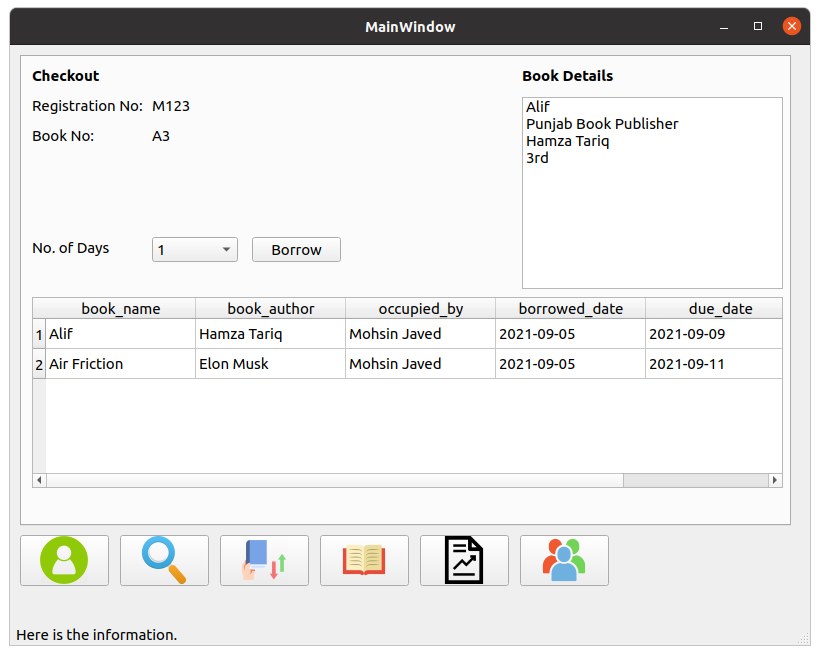 MainWindow
Checkout
Registration No: M123
Book No: A3
No. of Days 1 Borrow
Book Details
Alif
Punjab Book Publisher
Hamza Tariq
3rd
book_name book_author occupied_by borrowed_date due_date
1 Alif Hamza Tariq Mohsin Javed 2021-09-05 2021-09-09
2 Air Friction Elon Musk Mohsin Javed 2021-09-05 2021-09-11
Here is the information.